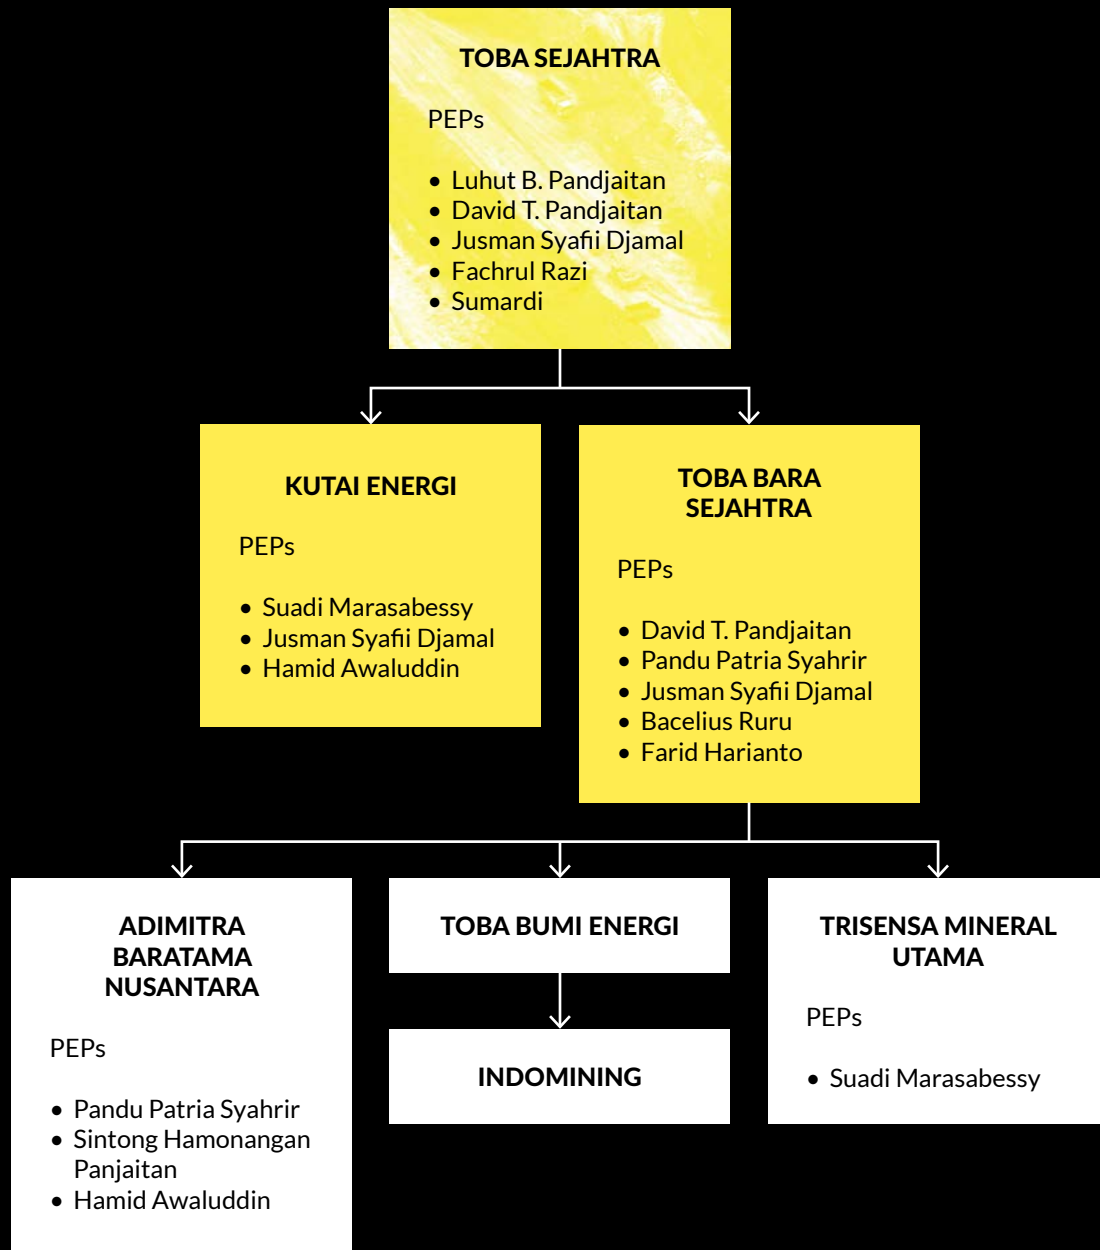 TOBA SEJAHTRA
PEPs
• Luhut B. Pandjaitan
• David T. Pandjaitan
• Jusman Syafii Djamal
• Fachrul Razi
• Sumardi
KUTAI ENERGI
PEPs
• Suadi Marasabessy
• Jusman Syafii Djamal
• Hamid Awaluddin
TOBA BARA
SEJAHTRA
PEPs
• David T. Pandjaitan
• Pandu Patria Syahrir
• Jusman Syafii Djamal
• Bacelius Ruru
• Farid Harianto
ADIMITRA
BARATAMA
NUSANTARA
PEPs
• Pandu Patria Syahrir
• Sintong Hamonangan
Panjaitan
• Hamid Awaluddin
TOBA BUMI ENERGI
INDOMINING
TRISENSA MINERAL
UTAMA
PEPs
• Suadi Marasabessy